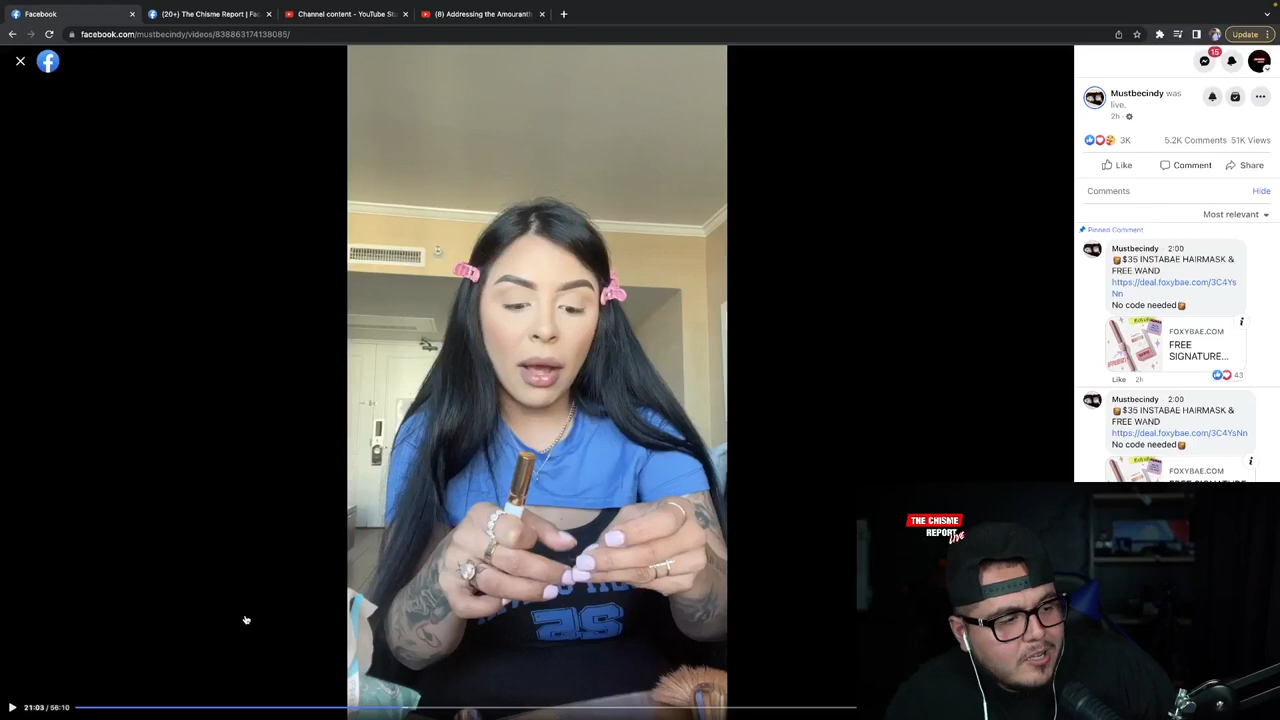 Facebook
(20+) The Chisme Report | Fac
Channel content - YouTube St
(8) Addressing the Amouranth
facebook.com/mustbecindy/videos/838863174138085/
Update
15
Mustbecindy was
live.
2h
3K
5.2K Comments 51K Views
Like
Comment
Share
Comments
Hide
Most relevant
Pinned Comment
Mustbecindy · 2:00
$35 INSTABAE HAIRMASK &
FREE WAND
https://deal.foxybae.com/3C4Ys
Nn
No code needed
FOXYBAE.COM
FREE
SIGNATURE...
43
Like 2h
Mustbecindy · 2:00
$35 INSTABAE HAIRMASK &
FREE WAND
https://deal.foxybae.com/3C4YsNn
No code needed
FOXYBAE.COM
THE CHISME
REPORT
Live
21:03 / 56:10